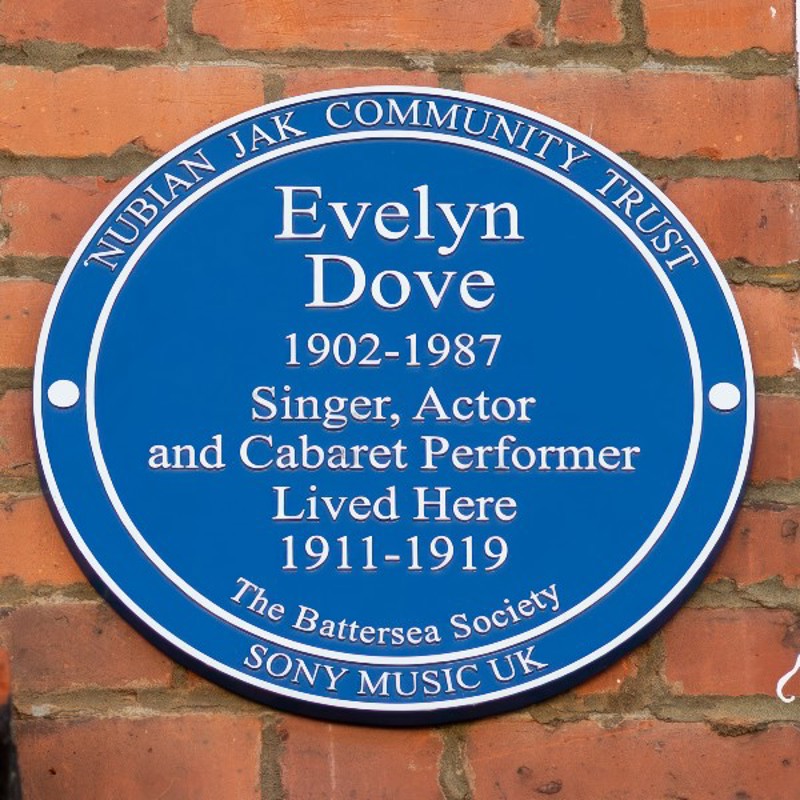 NUBIAN JAK COMMUNITY TRUST
Evelyn
Dove
1902-1987
Singer, Actor
and Cabaret Performer
Lived Here
1911-1919
The Battersea Society
SONY MUSIC UK